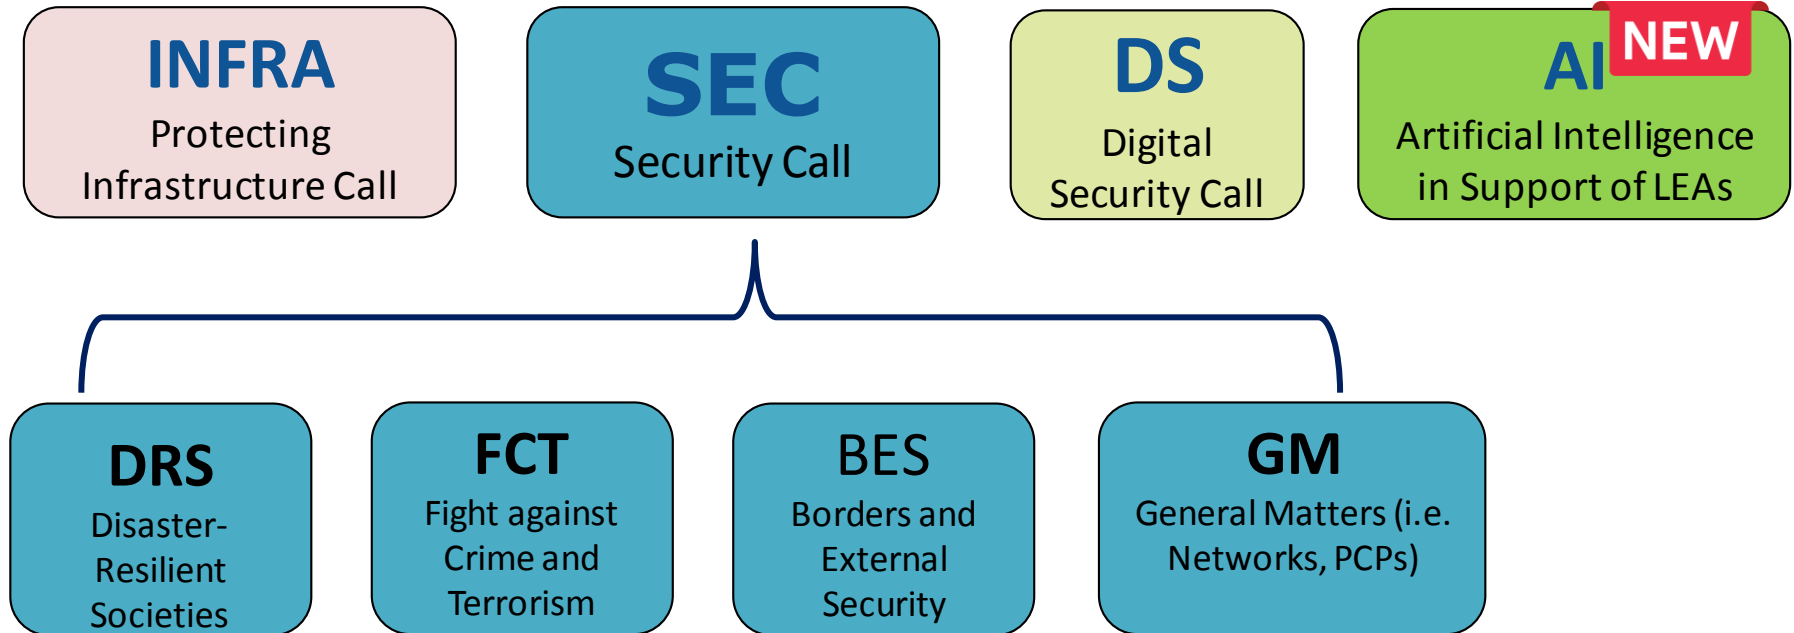 INFRA
Protecting
Infrastructure Call
SEC
Security Call
DS
Digital
Security Call
AI
NEW
Artificial Intelligence
in Support of LEAs
DRS
Disaster-
Resilient
Societies
FCT
Fight against
Crime and
Terrorism
BES
Borders and
External
Security
GM
General Matters (i.e.
Networks, PCPs)